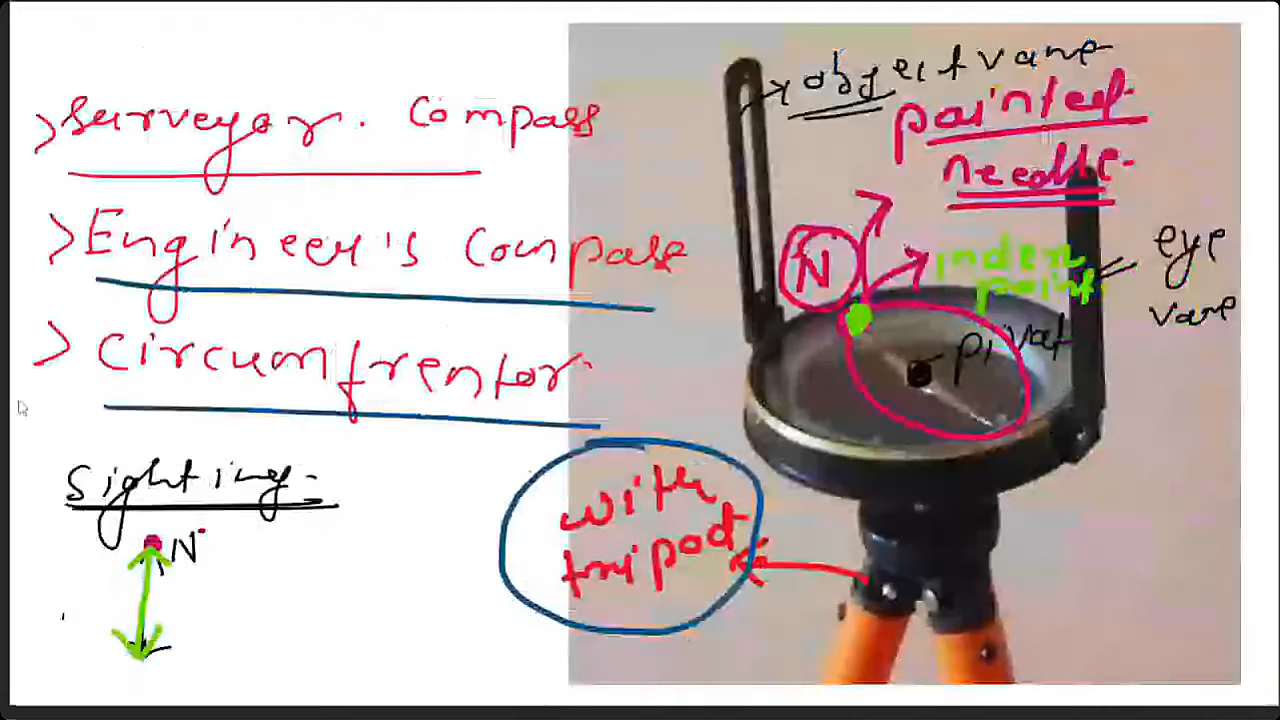 > Surveyor. Compass
> Engineer's Compass
> Circumfrentor
Sighting.
N
with
tripod
object vane
pointed
needle.
N
index
point
eye
vane
pivot